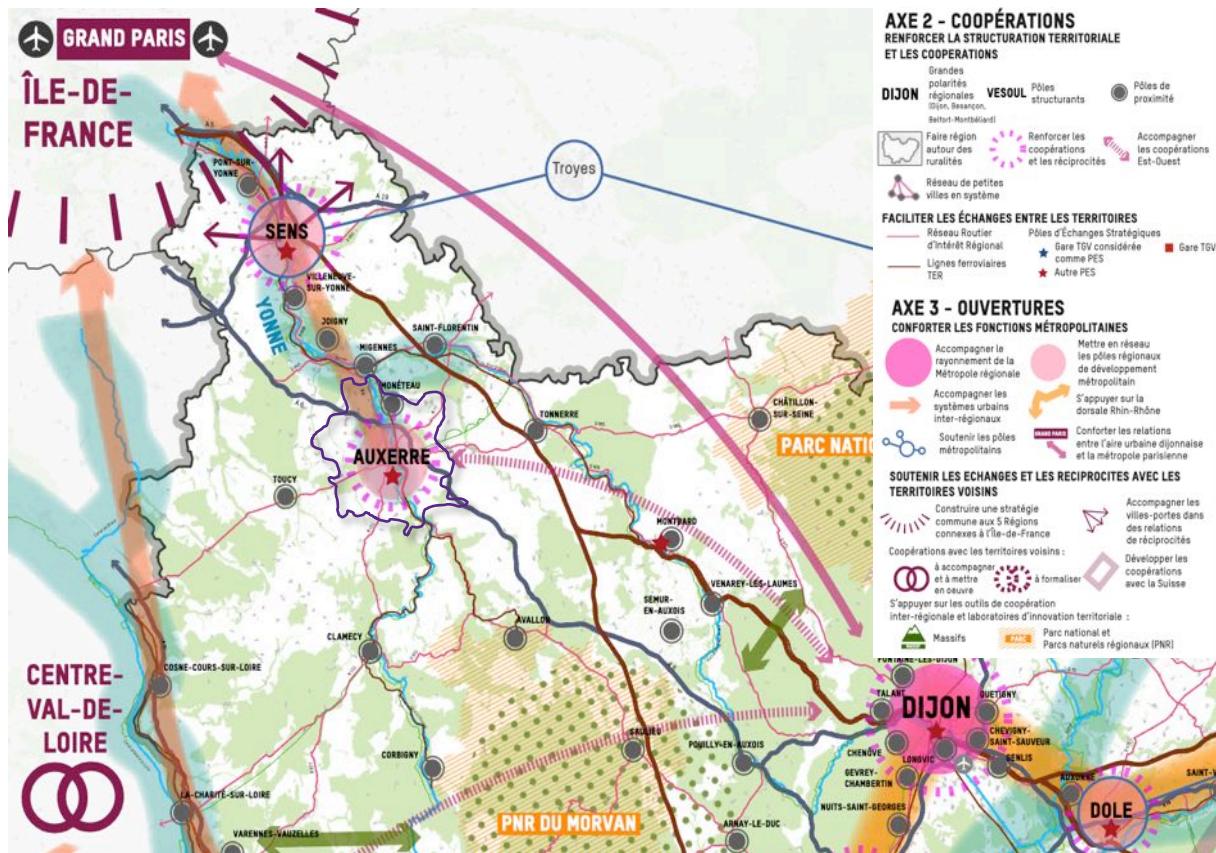 GRAND PARIS
ÎLE-DE-
FRANCE
A 5
PONT-SUR-
YONNE
A 19
Troyes
SENS
VILLENEUVE-
SUR-YONNE
YONNE
JOIGNY
SAINT-FLORENTIN
MIGENNES
MONÉTEAU
A 6
TONNERRE
CHÂTILLON-
SUR-SEINE
PARC NATIO
AUXERRE
TOUCY
MONTBARD
VENAREY-LES-LAUMES
SEMUR-
EN-AUXOIS
AVALLON
CLAMECY
COSNE-COURS-SUR-LOIRE
CENTRE-
VAL-DE-
LOIRE
FONTAINE-LES-DIJON
TALANT
QUETIGNY
DIJON
CHEVIGNY-
SAINT-SAUVEUR
CHENÔVE
LONGVIC
GENLIS
SAULIEU
POUILLY-EN-AUXOIS
CORBIGNY
GEVREY-
CHAMBERTIN
AUXONNE
SAINT-V
NUITS-SAINT-GEORGES
DOLE
LA-CHARITÉ-SUR-LOIRE
PNR DU MORVAN
ARNAY-LE-DUC
VARENNES-VAUZELLES
AXE 2 - COOPÉRATIONS
RENFORCER LA STRUCTURATION TERRITORIALE
ET LES COOPERATIONS
DIJON
Grandes
polarités
régionales
(Dijon, Besançon,
Belfort-Montbéliard)
VESOUL
Pôles
structurants
Pôles de
proximité
Faire région
autour des
ruralités
Renforcer les
coopérations
et les réciprocités
Accompagner
les coopérations
Est-Ouest
Réseau de petites
villes en système
FACILITER LES ÉCHANGES ENTRE LES TERRITOIRES
Réseau Routier
d'Intérêt Régional
Lignes ferroviaires
TER
Pôles d'Échanges Stratégiques
Gare TGV considérée
comme PES
Gare TGV
Autre PES
AXE 3 - OUVERTURES
CONFORTER LES FONCTIONS MÉTROPOLITAINES
Accompagner le
rayonnement de la
Métropole régionale
Mettre en réseau
les pôles régionaux
de développement
métropolitain
Accompagner les
systèmes urbains
inter-régionaux
S'appuyer sur la
dorsale Rhin-Rhône
Soutenir les pôles
métropolitains
GRAND PARIS
Conforter les relations
entre l'aire urbaine dijonnaise
et la métropole parisienne
SOUTENIR LES ECHANGES ET LES RECIPROCITES AVEC LES
TERRITOIRES VOISINS
Construire une stratégie
commune aux 5 Régions
connexes à l'Île-de-France
Accompagner les
villes-portes dans
des relations
de réciprocités
Coopérations avec les territoires voisins :
à accompagner
et à mettre
en oeuvre
à formaliser
Développer les
coopérations
avec la Suisse
S'appuyer sur les outils de coopération
inter-régionale et laboratoires d'innovation territoriale :
Massifs
PARC
Parc national et
Parcs naturels régionaux (PNR)